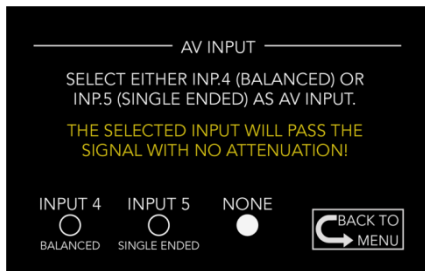 AV INPUT
SELECT EITHER INP.4 (BALANCED) OR
INP.5 (SINGLE ENDED) AS AV INPUT.
THE SELECTED INPUT WILL PASS THE
SIGNAL WITH NO ATTENUATION!
INPUT 4 INPUT 5 NONE
BALANCED SINGLE ENDED
BACK TO
MENU